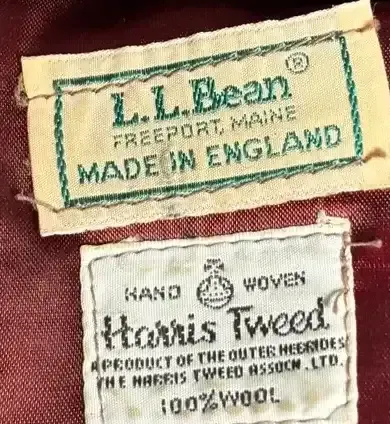 L.L.Bean®
FREEPORT, MAINE
MADE IN ENGLAND
HAND WOVEN
Harris Tweed
A PRODUCT OF THE OUTER HEBRIDES
THE HARRIS TWEED ASSOCN. LTD.
100% WOOL